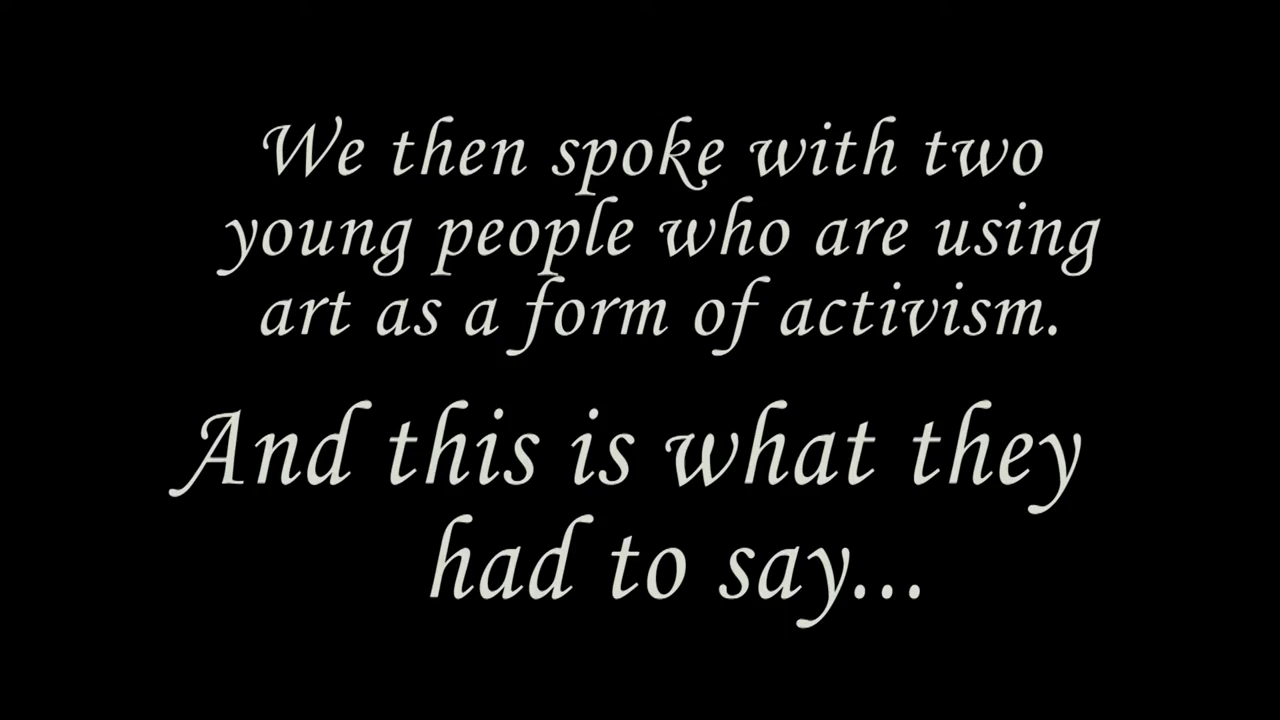 We then spoke with two
young people who are using
art as a form of activism.
And this is what they
had to say...